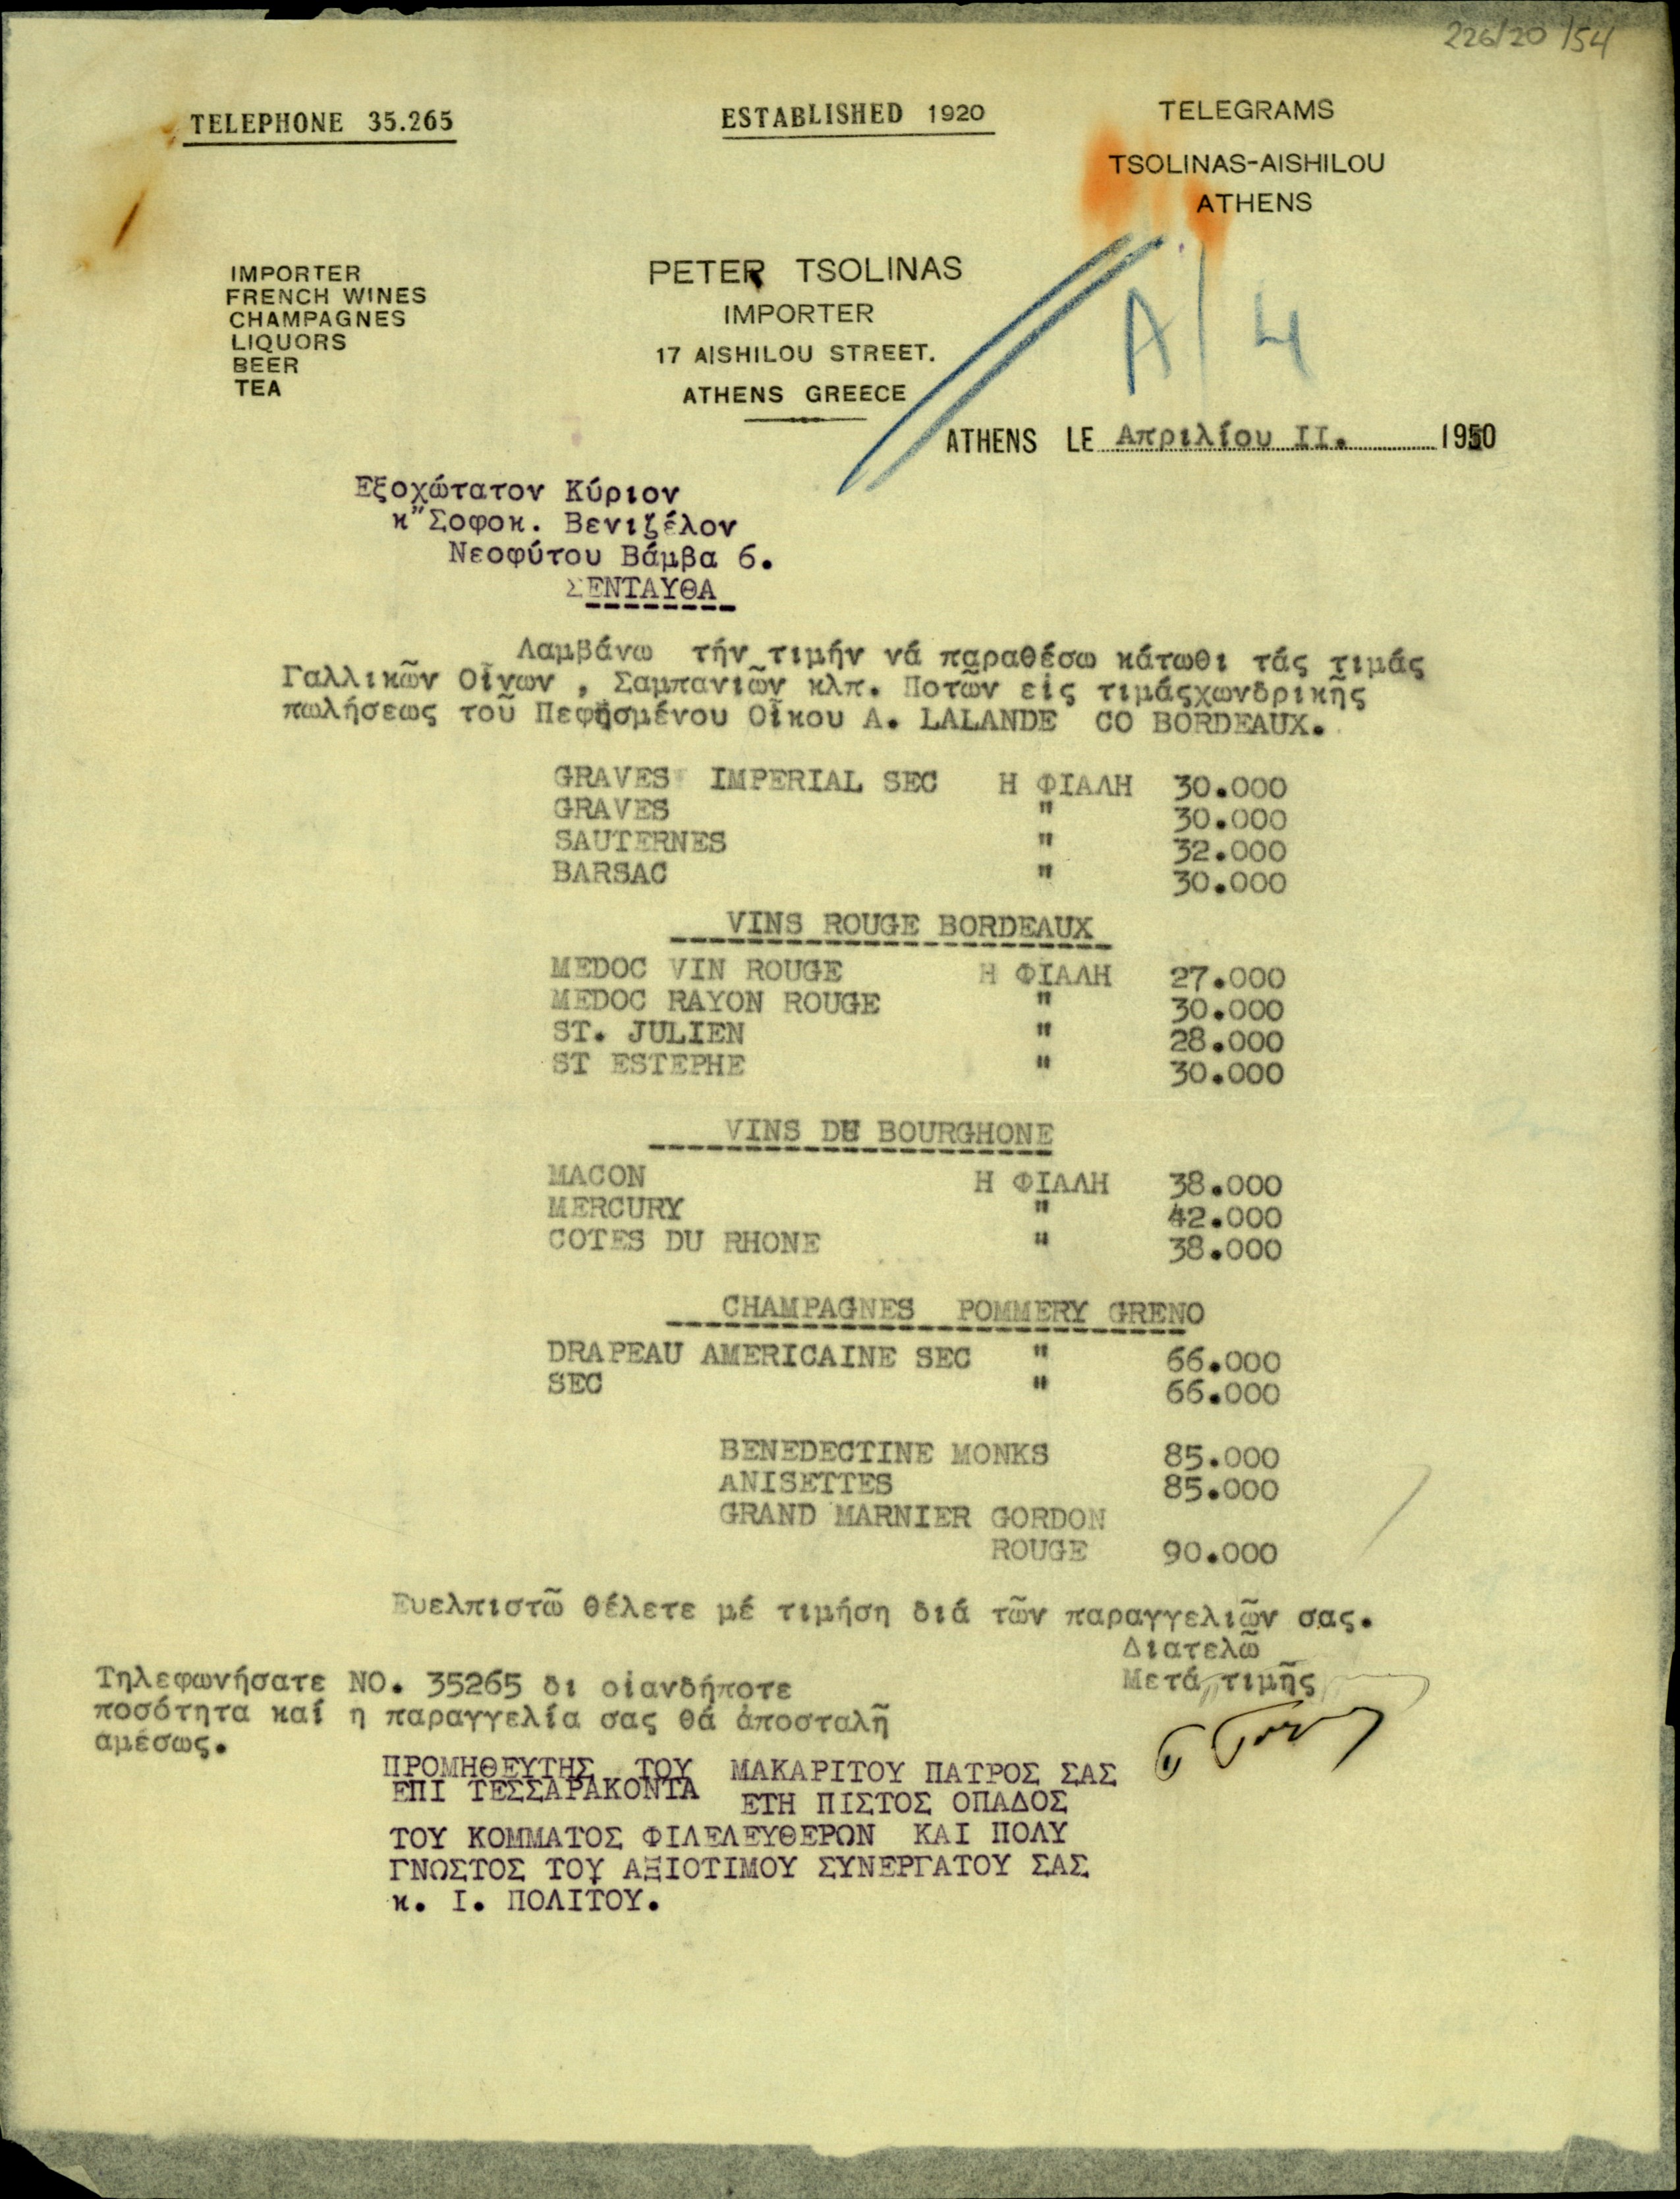 226/20/54
TELEPHONE 35.265
ESTABLISHED 1920
TELEGRAMS
TSOLINAS-AISHILOU
ATHENS
IMPORTER
FRENCH WINES
CHAMPAGNES
LIQUORS
BEER
TEA
PETER TSOLINAS
IMPORTER
17 AISHILOU STREET.
ATHENS GREECE
A/4
ATHENS LE Απριλίου II. 1950
Εξοχώτατον Κύριον
κ" Σοφοκ. Βενιζέλον
Νεοφύτου Βάμβα 6.
ΣΕΝΤΑΥΘΑ
Λαμβάνω τήν τιμήν νά παραθέσω κάτωθι τάς τιμάς
Γαλλικῶν Οἴνων , Σαμπανιῶν κλπ. Ποτῶν είς τιμάςχωνδρικῆς
πωλήσεως τοῦ Πεφησμένου Οἴκου Α. LALANDE CO BORDEAUX.
GRAVES IMPERIAL SEC Η ΦΙΑΛΗ 30.000
GRAVES " 30.000
SAUTERNES " 32.000
BARSAC " 30.000
VINS ROUGE BORDEAUX
MEDOC VIN ROUGE Η ΦΙΑΛΗ 27.000
MEDOC RAYON ROUGE " 30.000
ST. JULIEN " 28.000
ST ESTEPHE " 30.000
VINS DE BOURGHONE
MACON Η ΦΙΑΛΗ 38.000
MERCURY " 42.000
COTES DU RHONE " 38.000
CHAMPAGNES POMMERY GRENO
DRAPEAU AMERICAINE SEC " 66.000
SEC " 66.000
BENEDECTINE MONKS 85.000
ANISETTES 85.000
GRAND MARNIER GORDON
ROUGE 90.000
Ευελπιστῶ θέλετε μέ τιμήση διά τῶν παραγγελιῶν σας.
Διατελῶ
Μετά τιμῆς
Τηλεφωνήσατε ΝΟ. 35265 δι οἱανδήποτε
ποσότητα καί η παραγγελία σας θά ἀποσταλῆ
αμέσως.
ΠΡΟΜΗΘΕΥΤΗΣ ΤΟΥ ΜΑΚΑΡΙΤΟΥ ΠΑΤΡΟΣ ΣΑΣ
ΕΠΙ ΤΕΣΣΑΡΑΚΟΝΤΑ ΕΤΗ ΠΙΣΤΟΣ ΟΠΑΔΟΣ
ΤΟΥ ΚΟΜΜΑΤΟΣ ΦΙΛΕΛΕΥΘΕΡΩΝ ΚΑΙ ΠΟΛΥ
ΓΝΩΣΤΟΣ ΤΟΥ ΑΞΙΟΤΙΜΟΥ ΣΥΝΕΡΓΑΤΟΥ ΣΑΣ
κ. Ι. ΠΟΛΙΤΟΥ.